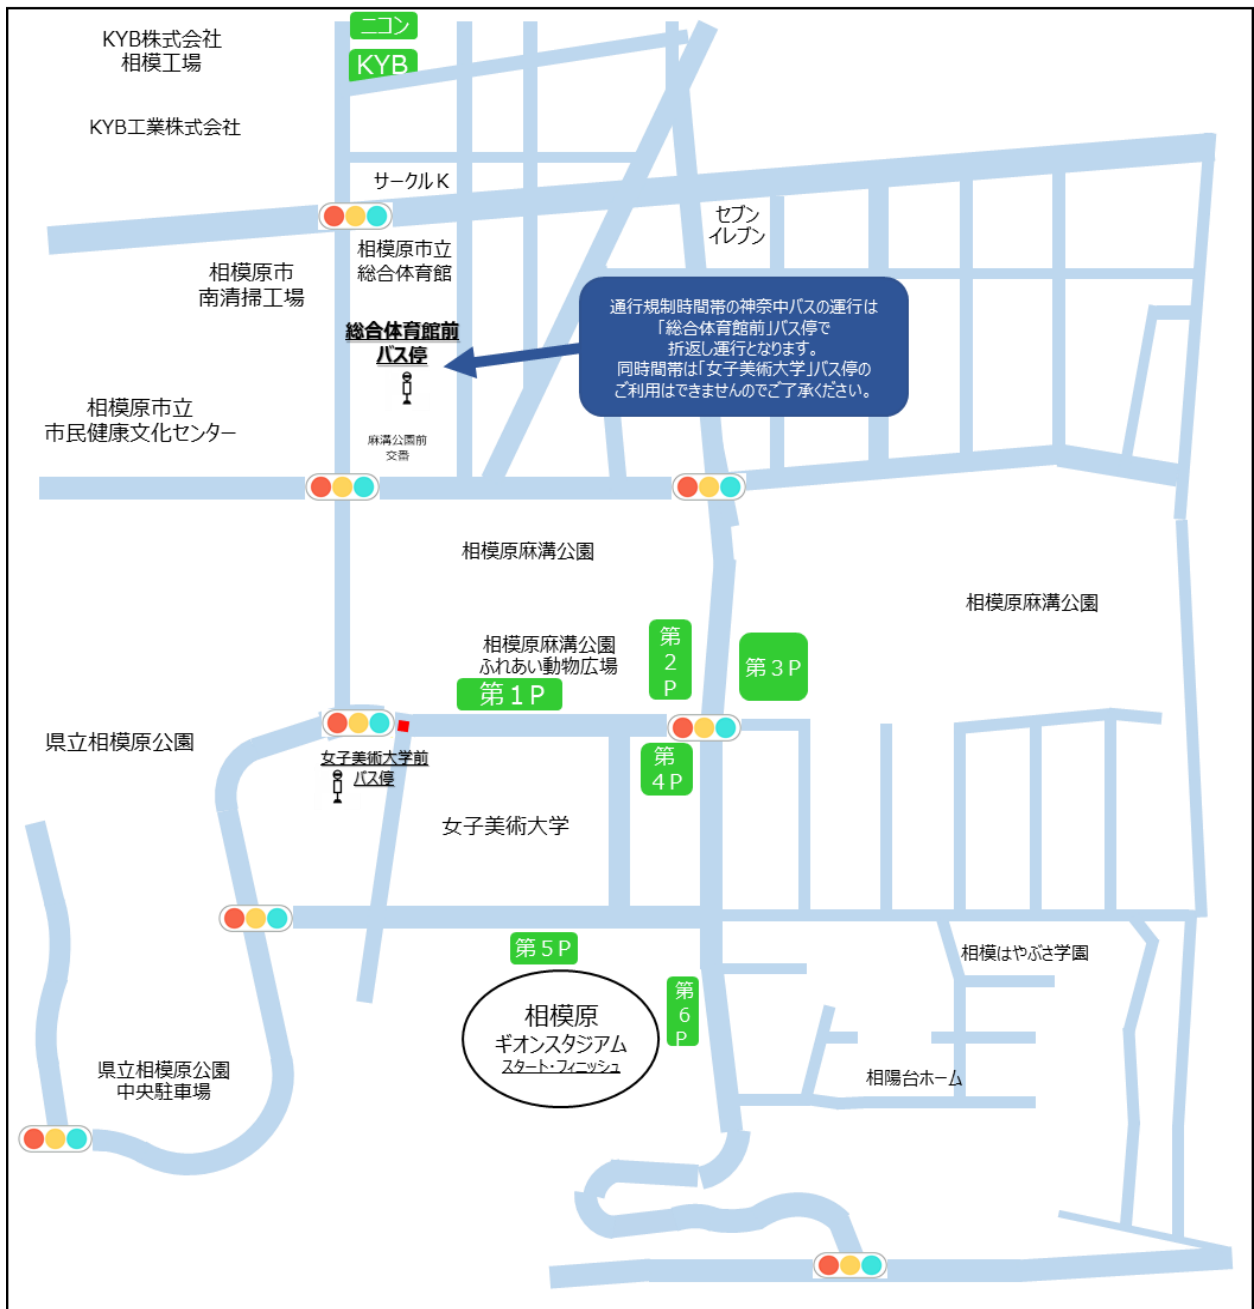 ニコン
KYB株式会社
相模工場
KYB
KYB工業株式会社
サークルK
セブン
イレブン
相模原市立
総合体育館
相模原市
南清掃工場
通行規制時間帯の神奈中バスの運行は
「総合体育館前」バス停で
折返し運行となります。
同時間帯は「女子美術大学」バス停の
ご利用はできませんのでご了承ください。
総合体育館前
バス停
相模原市立
市民健康文化センター
麻溝公園前
交番
相模原麻溝公園
相模原麻溝公園
相模原麻溝公園
ふれあい動物広場
第
2
P
第3P
第1P
県立相模原公園
女子美術大学前
バス停
第
4P
女子美術大学
第5P
相模はやぶさ学園
第
6
P
相模原
ギオンスタジアム
スタート・フィニッシュ
県立相模原公園
中央駐車場
相陽台ホーム